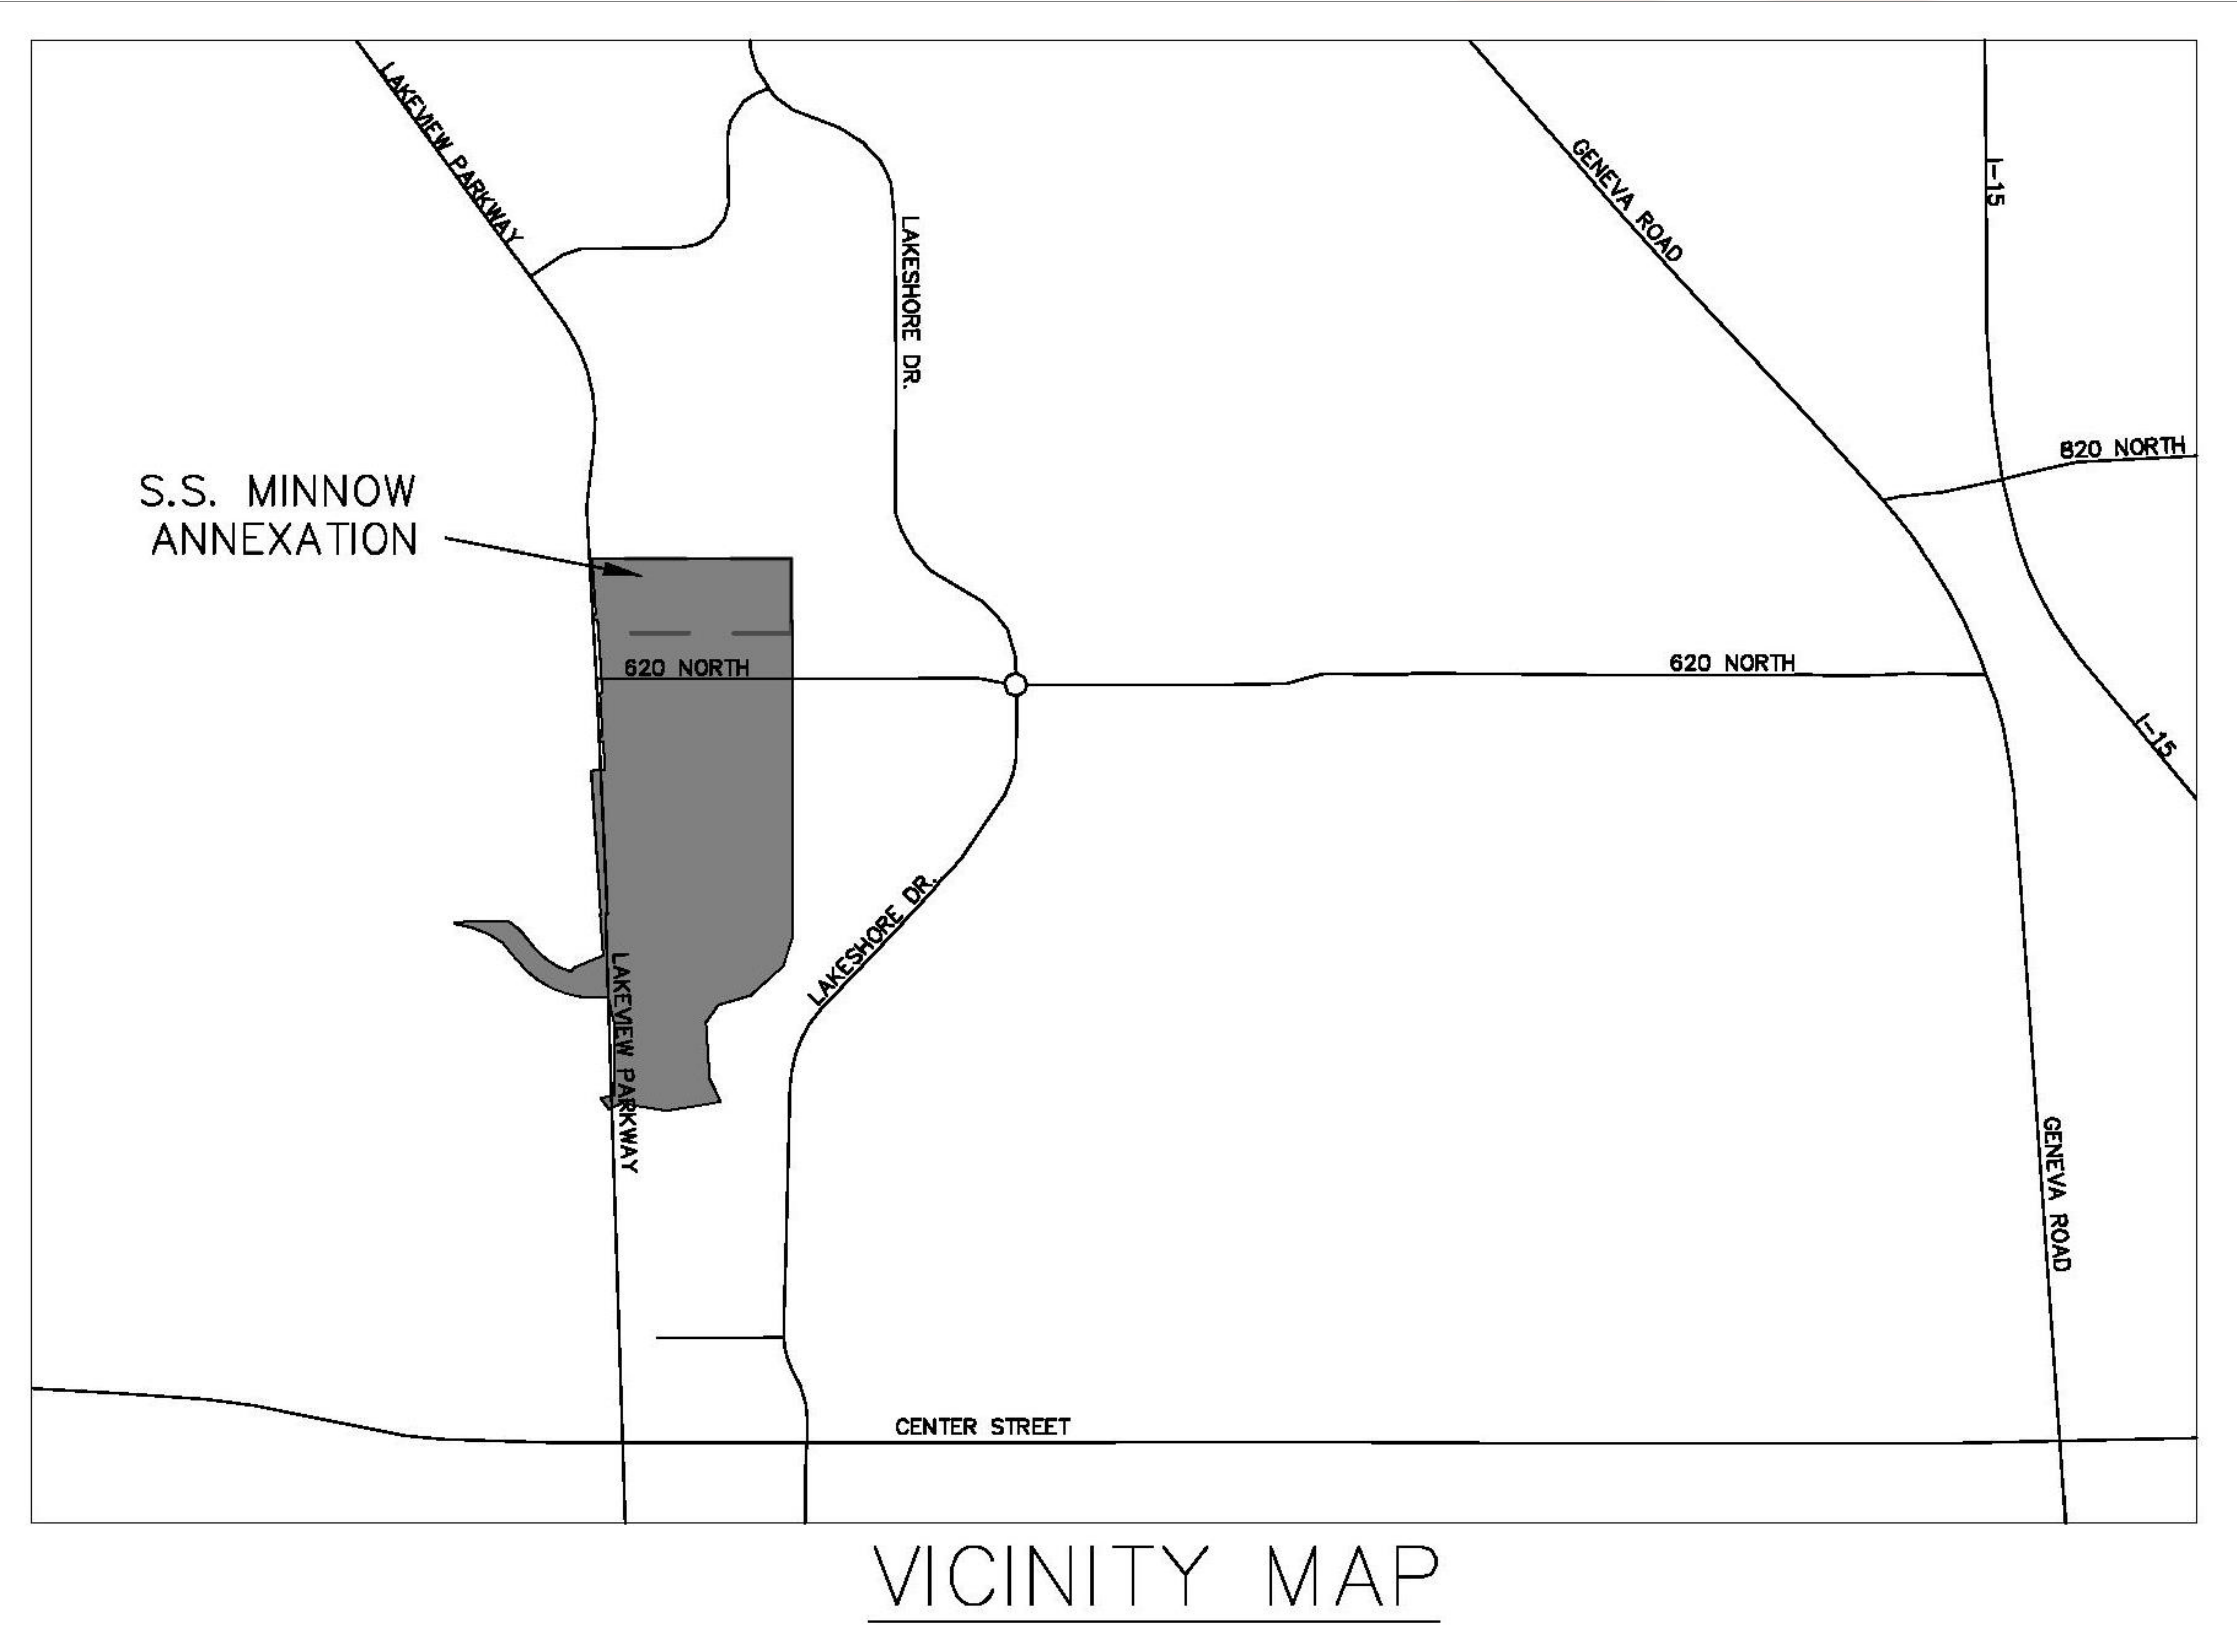 LAKEVIEW PARKWAY
LAKESHORE DR.
GENEVA ROAD
I-15
820 NORTH
S.S. MINNOW
ANNEXATION
620 NORTH
620 NORTH
I-15
LAKESHORE DR.
LAKEVIEW PARKWAY
GENEVA ROAD
CENTER STREET
VICINITY MAP